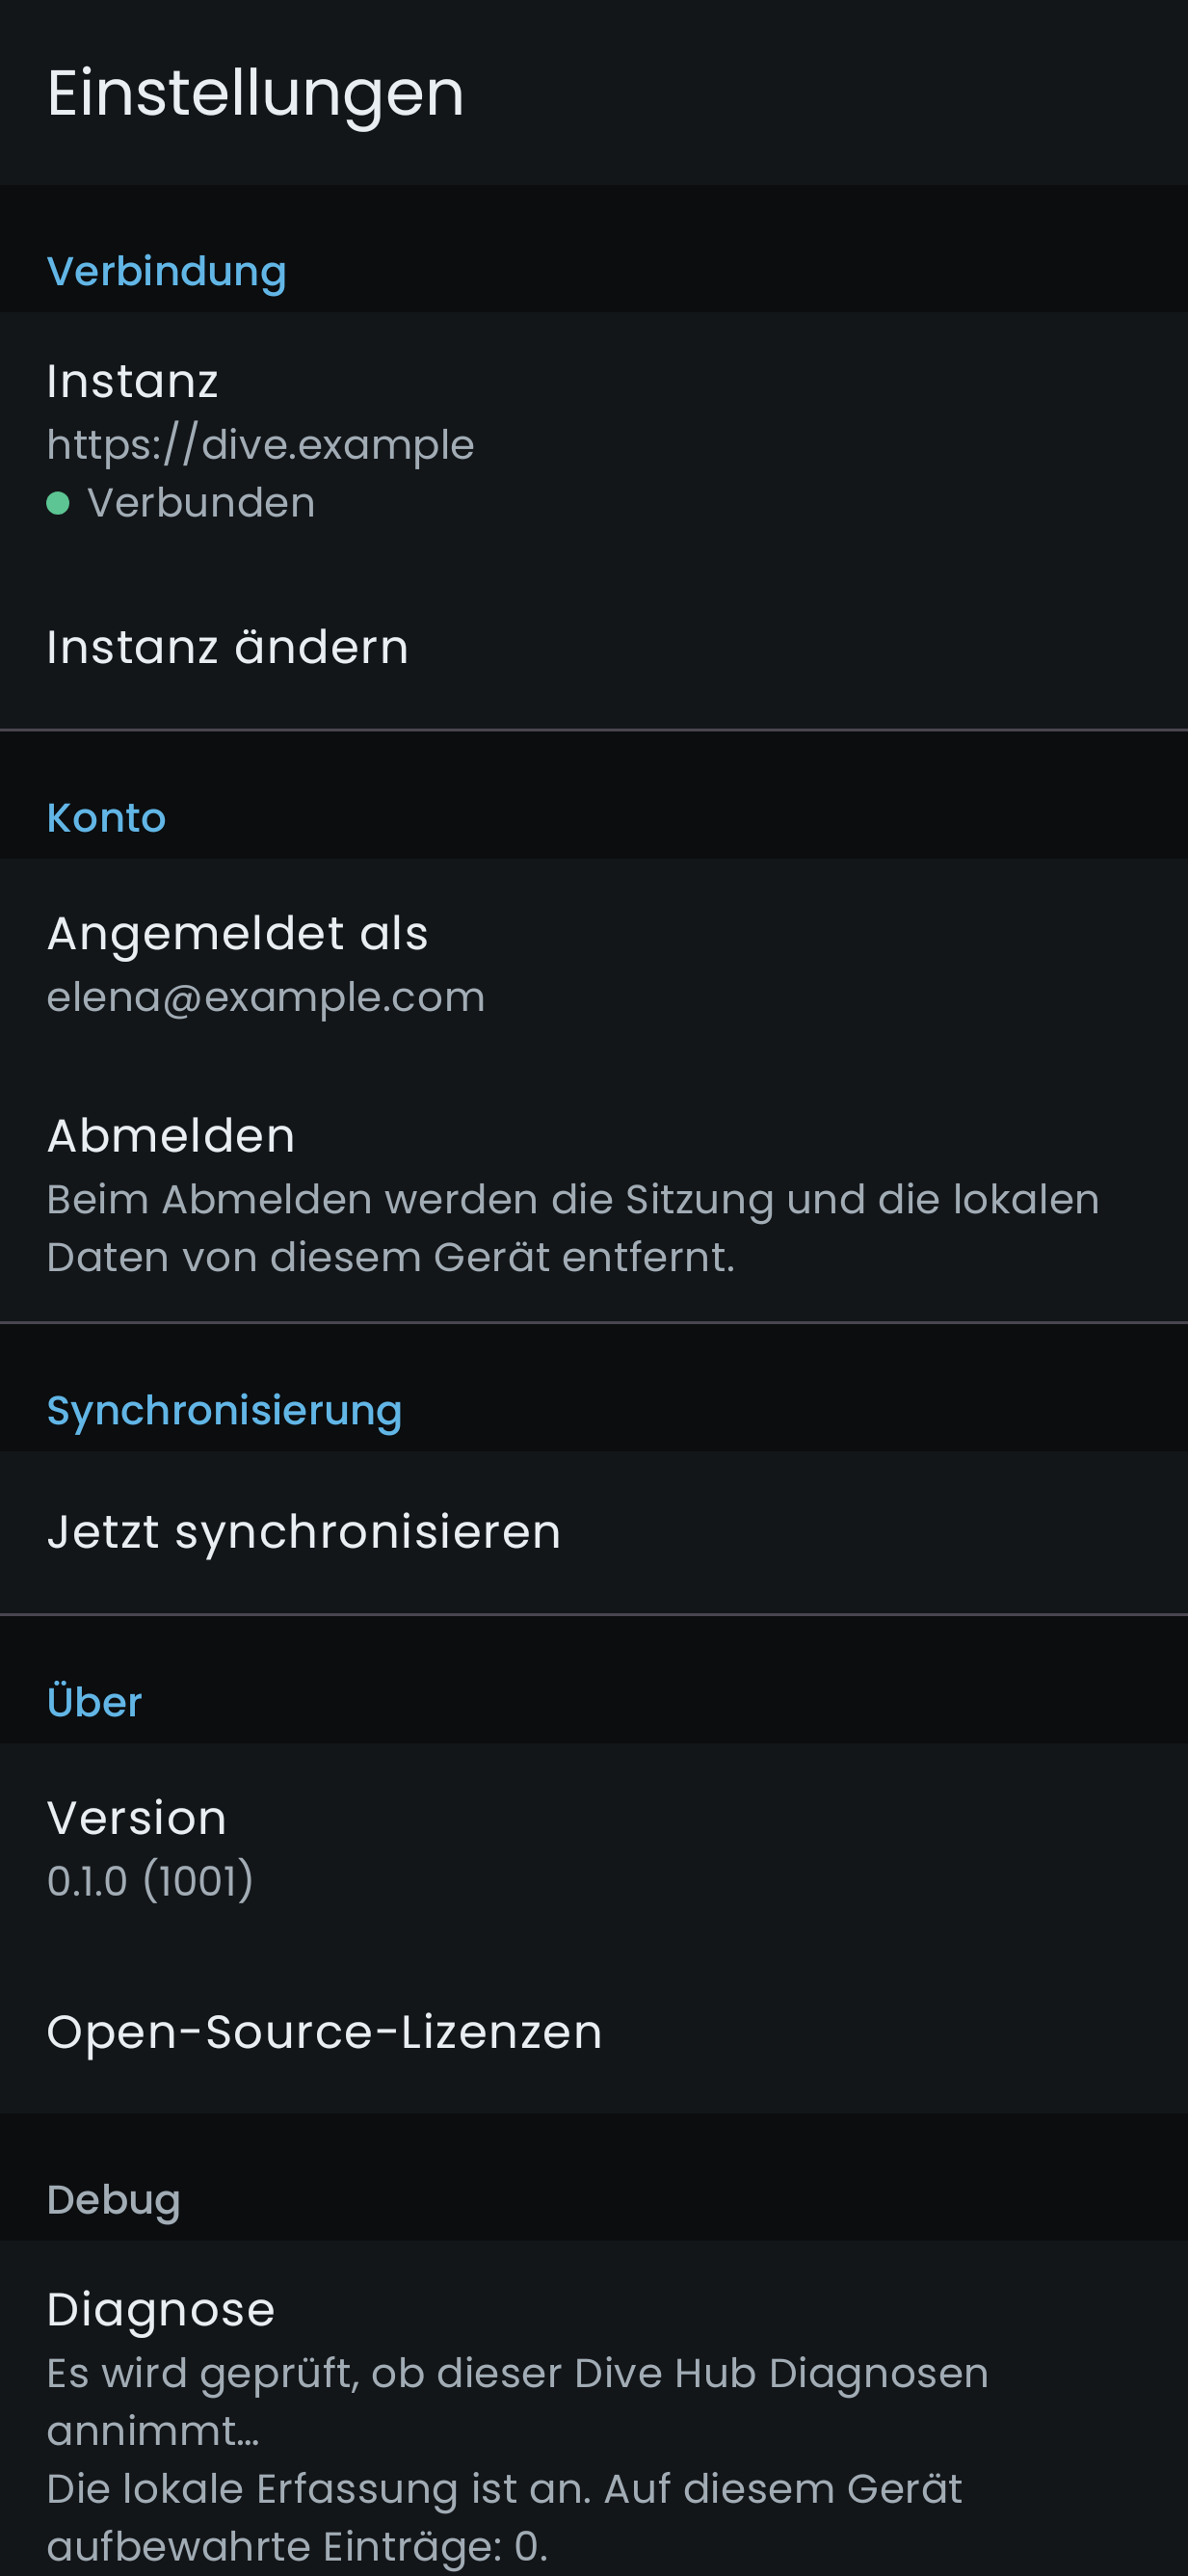 Einstellungen
Verbindung
Instanz
https://dive.example
Verbunden
Instanz ändern
Konto
Angemeldet als
elena@example.com
Abmelden
Beim Abmelden werden die Sitzung und die lokalen
Daten von diesem Gerät entfernt.
Synchronisierung
Jetzt synchronisieren
Über
Version
0.1.0 (1001)
Open-Source-Lizenzen
Debug
Diagnose
Es wird geprüft, ob dieser Dive Hub Diagnosen
annimmt…
Die lokale Erfassung ist an. Auf diesem Gerät
aufbewahrte Einträge: 0.